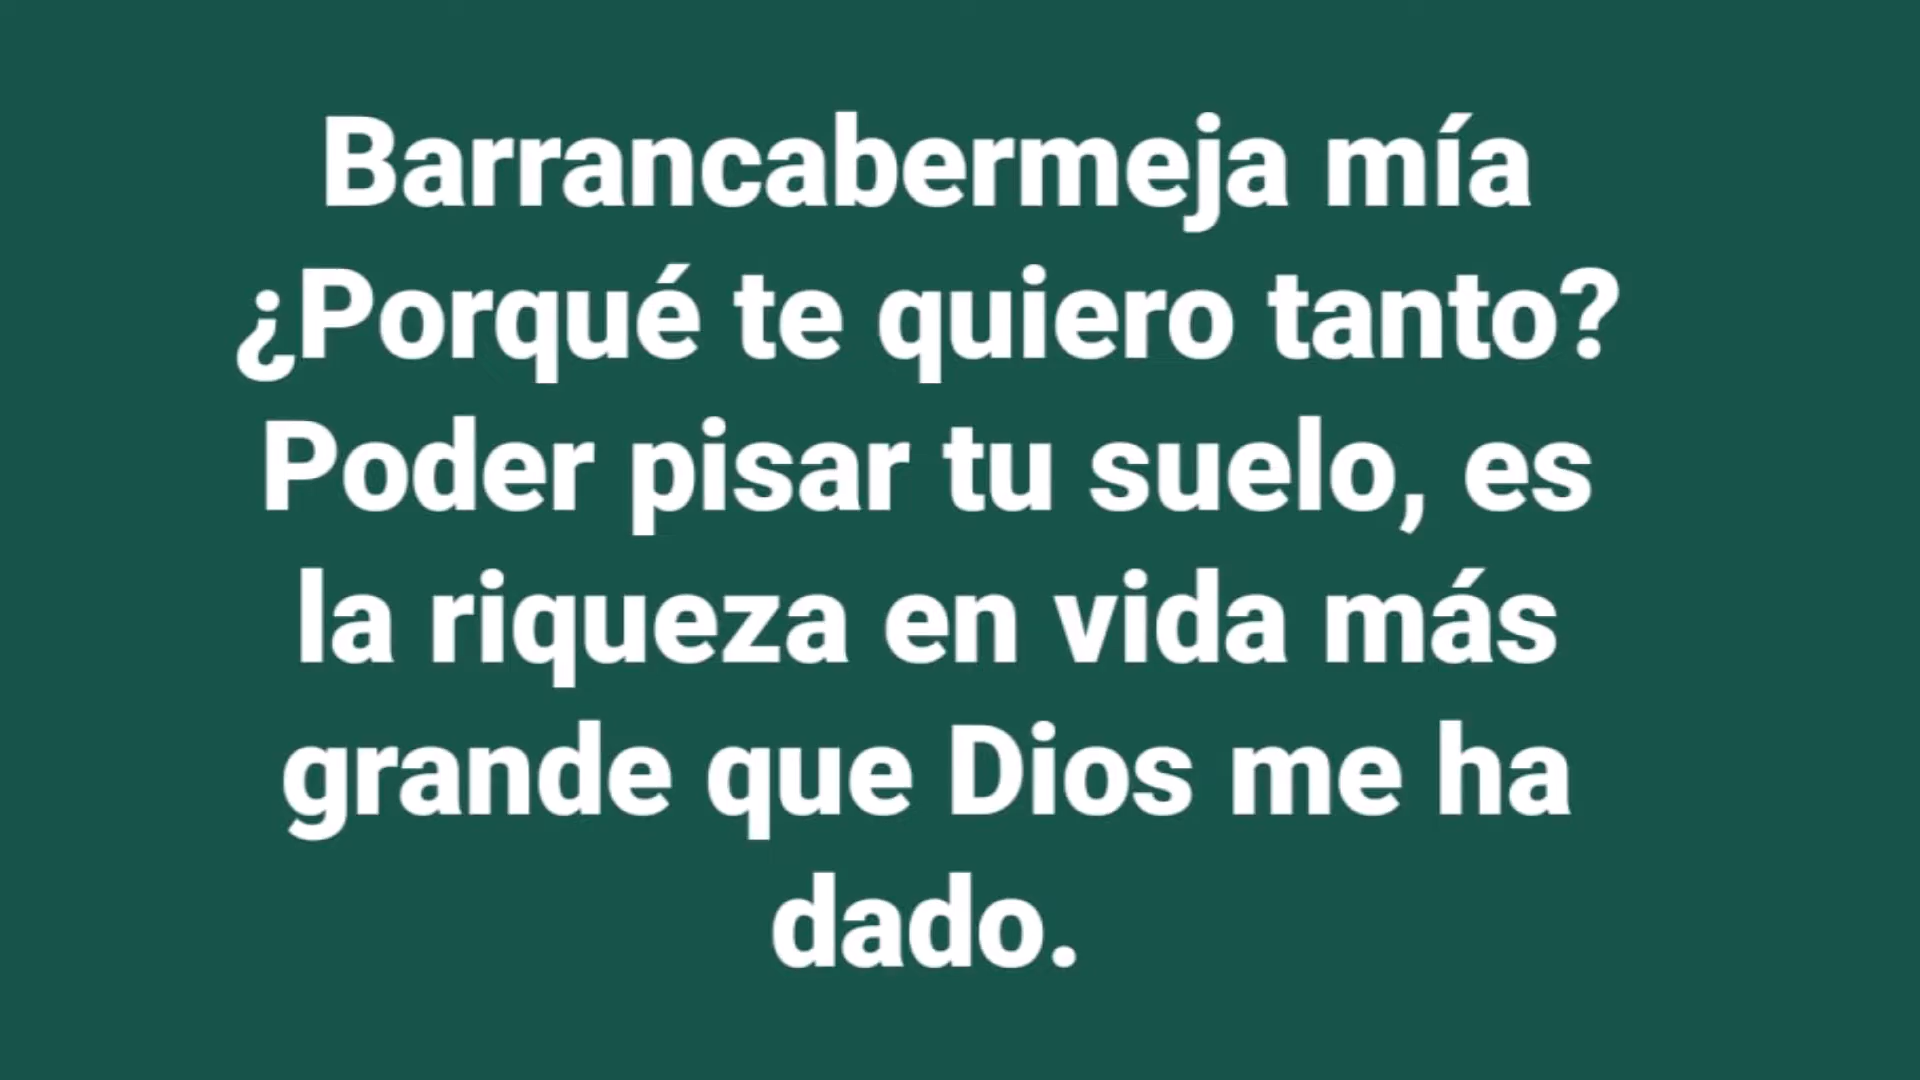 Barrancabermeja mía
¿Porqué te quiero tanto?
Poder pisar tu suelo, es
la riqueza en vida más
grande que Dios me ha
dado.